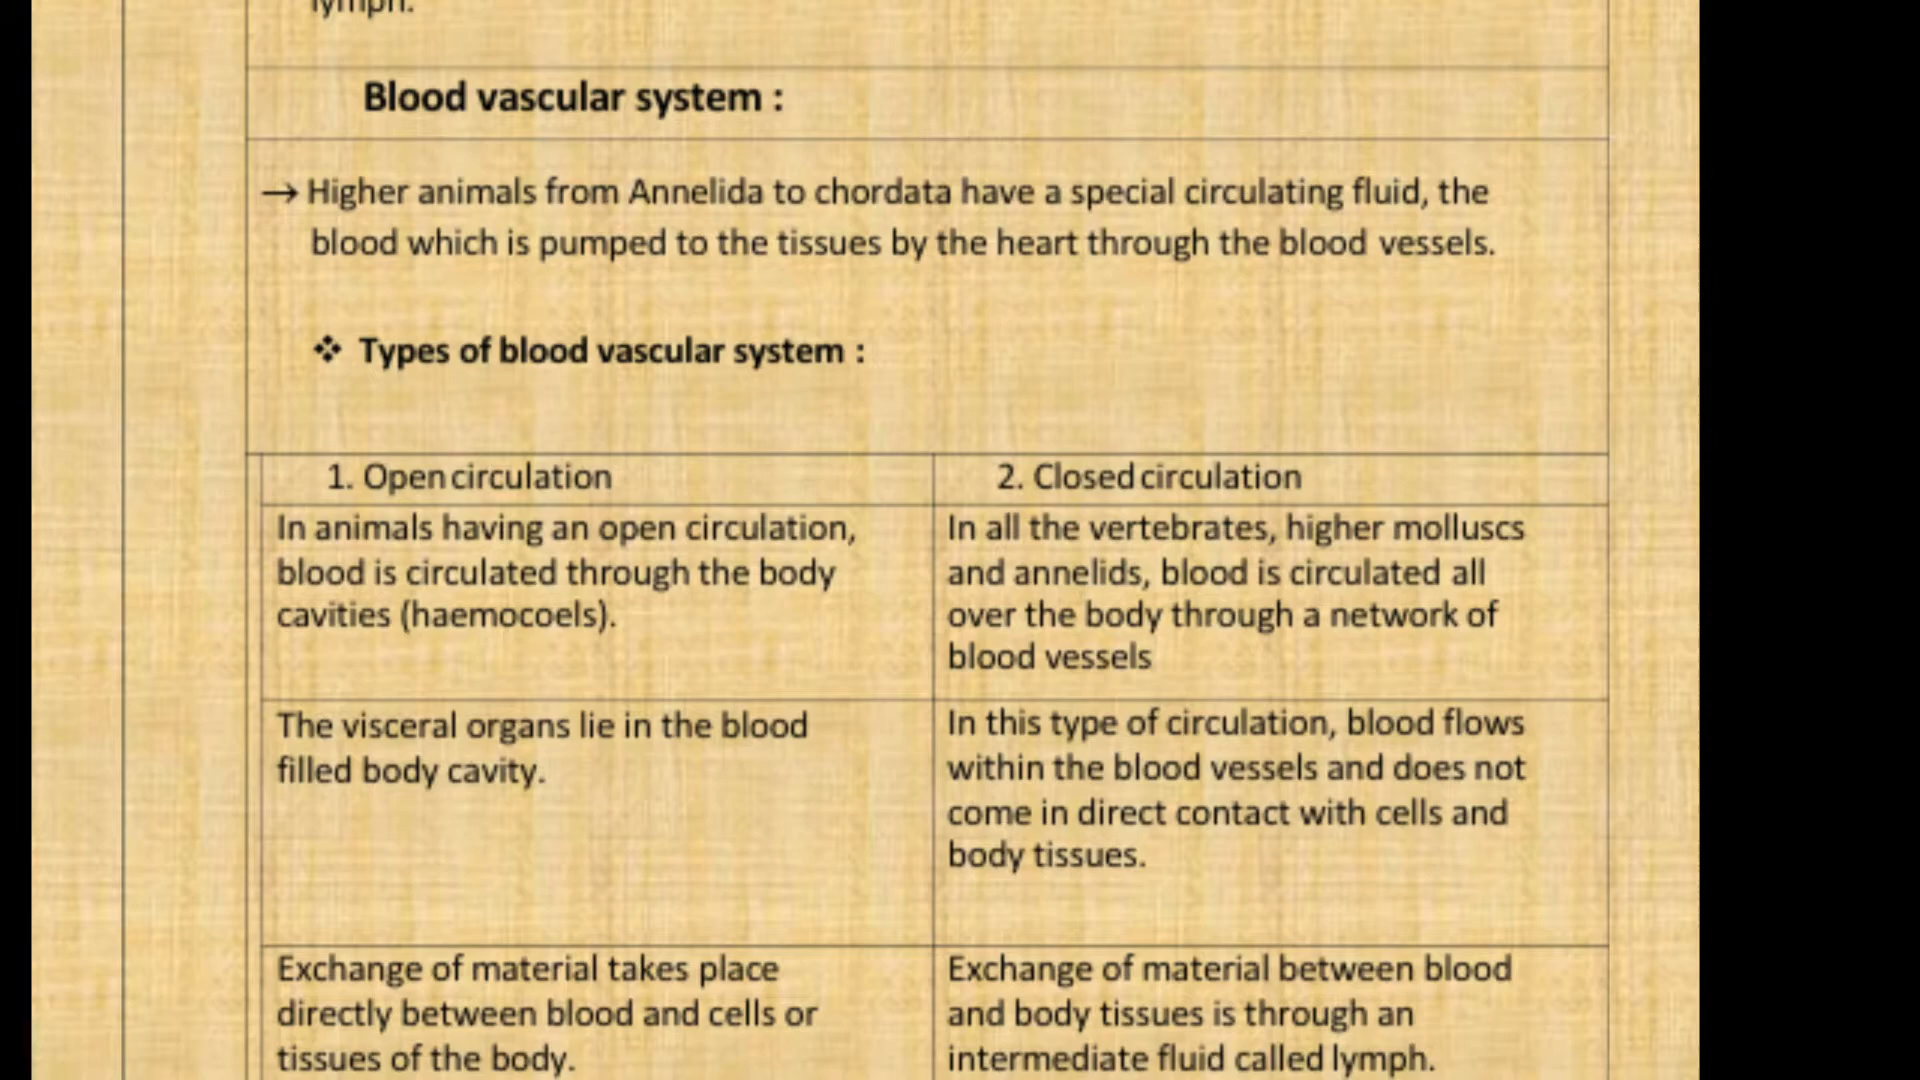 lymph.
Blood vascular system :
→ Higher animals from Annelida to chordata have a special circulating fluid, the
blood which is pumped to the tissues by the heart through the blood vessels.
❖ Types of blood vascular system :
1. Open circulation
In animals having an open circulation,
blood is circulated through the body
cavities (haemocoels).
2. Closed circulation
In all the vertebrates, higher molluscs
and annelids, blood is circulated all
over the body through a network of
blood vessels
The visceral organs lie in the blood
filled body cavity.
In this type of circulation, blood flows
within the blood vessels and does not
come in direct contact with cells and
body tissues.
Exchange of material takes place
directly between blood and cells or
tissues of the body.
Exchange of material between blood
and body tissues is through an
intermediate fluid called lymph.